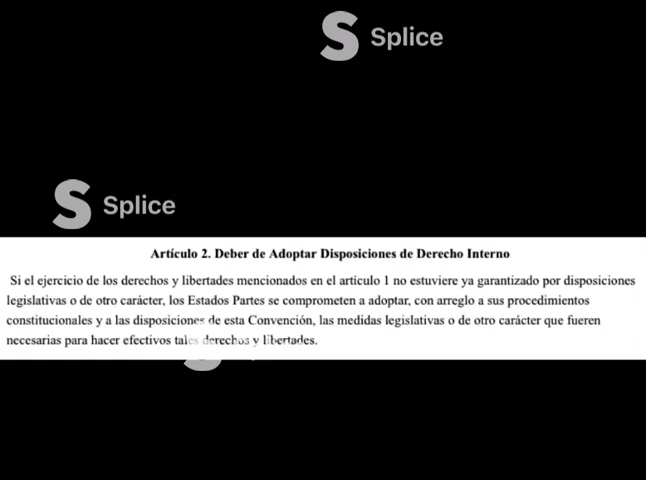 Splice
Splice
Artículo 2. Deber de Adoptar Disposiciones de Derecho Interno
Si el ejercicio de los derechos y libertades mencionados en el artículo 1 no estuviere ya garantizado por disposiciones
legislativas o de otro carácter, los Estados Partes se comprometen a adoptar, con arreglo a sus procedimientos
constitucionales y a las disposiciones de esta Convención, las medidas legislativas o de otro carácter que fueren
necesarias para hacer efectivos tales derechos y libertades.